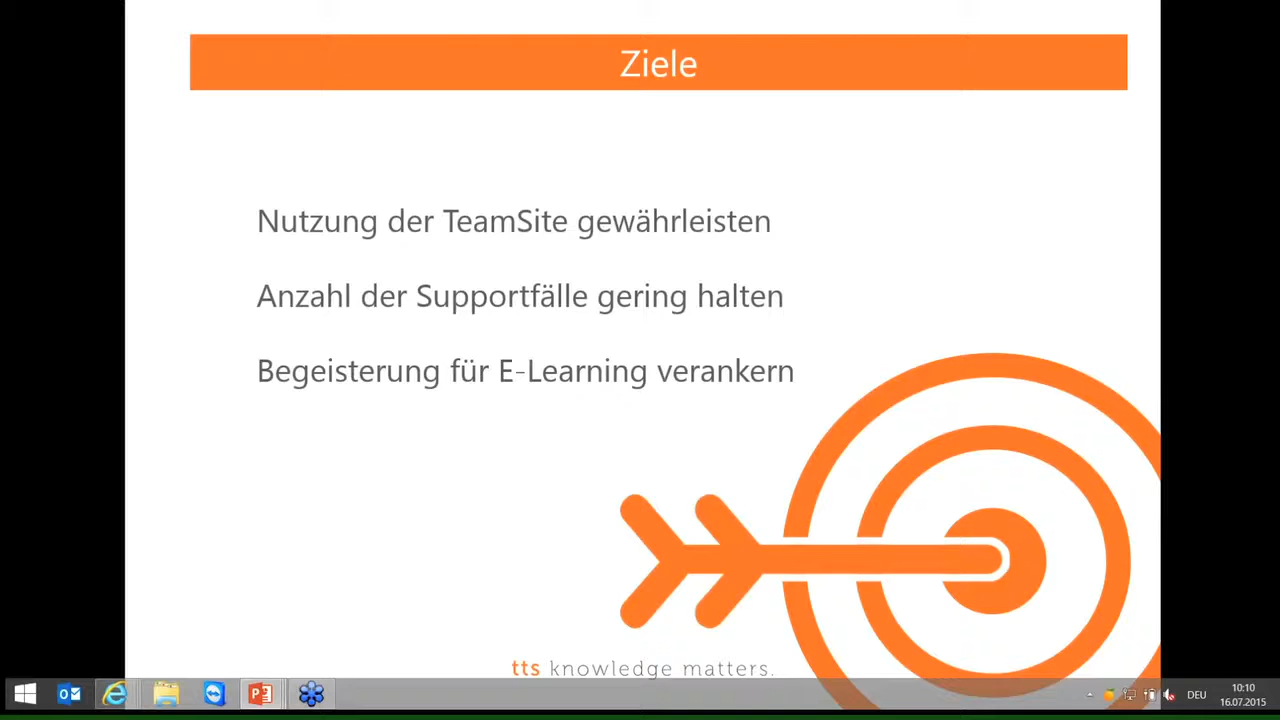 Ziele
Nutzung der TeamSite gewährleisten
Anzahl der Supportfälle gering halten
Begeisterung für E-Learning verankern
tts knowledge matters.
DEU
10:10
16.07.2015